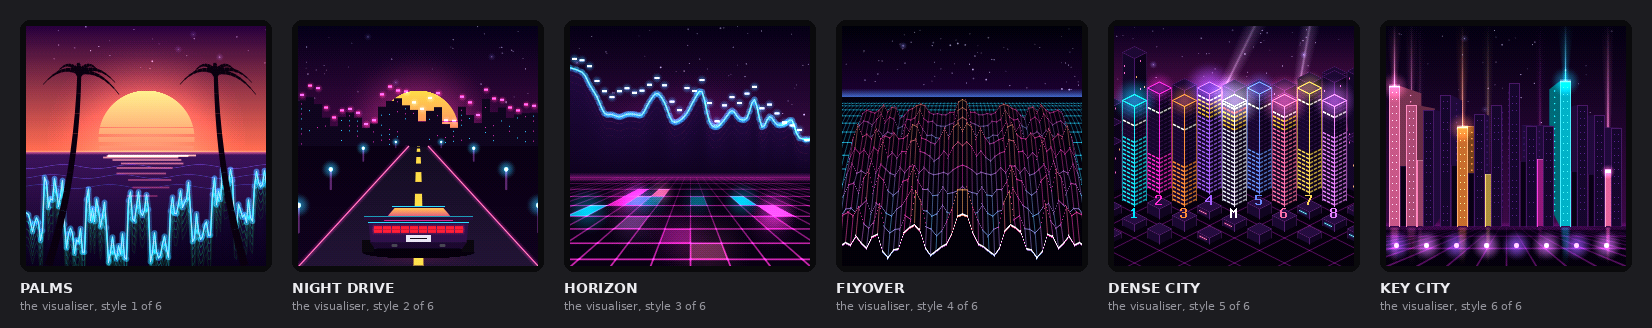 1
2
3
4
M
5
6
7
8
PALMS
the visualiser, style 1 of 6
NIGHT DRIVE
the visualiser, style 2 of 6
HORIZON
the visualiser, style 3 of 6
FLYOVER
the visualiser, style 4 of 6
DENSE CITY
the visualiser, style 5 of 6
KEY CITY
the visualiser, style 6 of 6